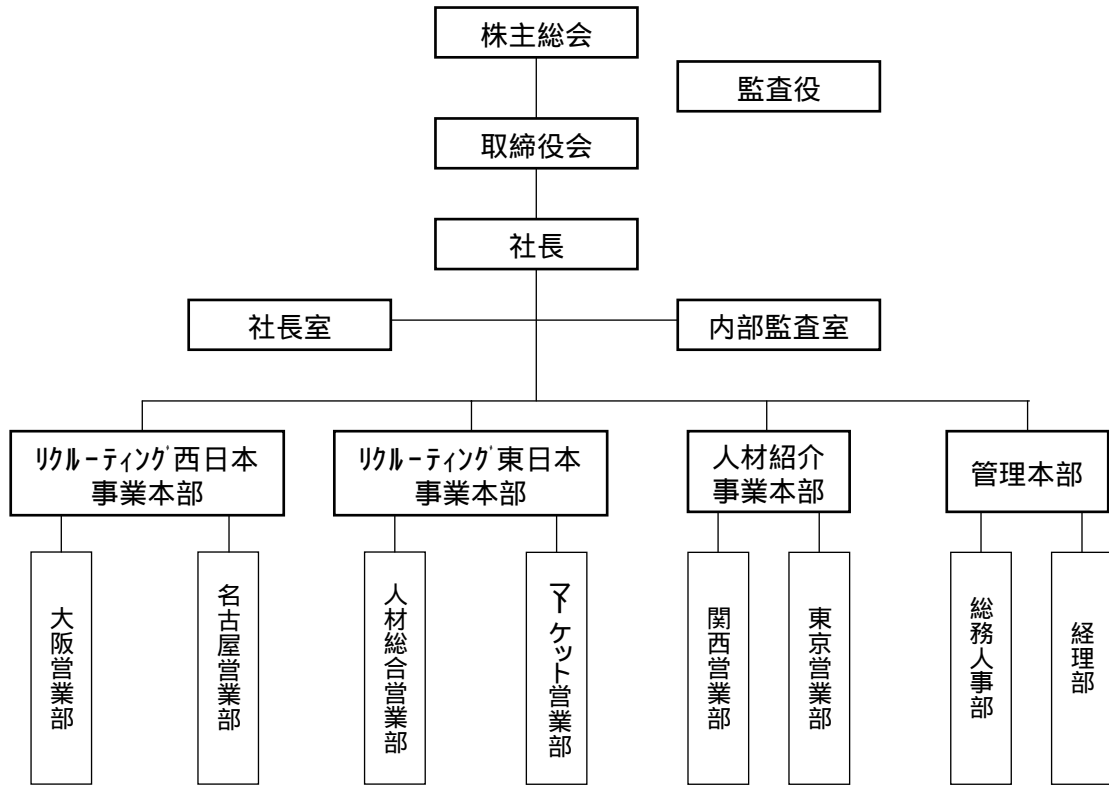 株主総会
監査役
取締役会
社長
社長室
内部監査室
ﾘｸﾙｰﾃｨﾝｸﾞ西日本
事業本部
ﾘｸﾙｰﾃｨﾝｸﾞ東日本
事業本部
人材紹介
事業本部
管理本部
大阪営業部
名古屋営業部
人材総合営業部
マーケット営業部
関西営業部
東京営業部
総務人事部
経理部